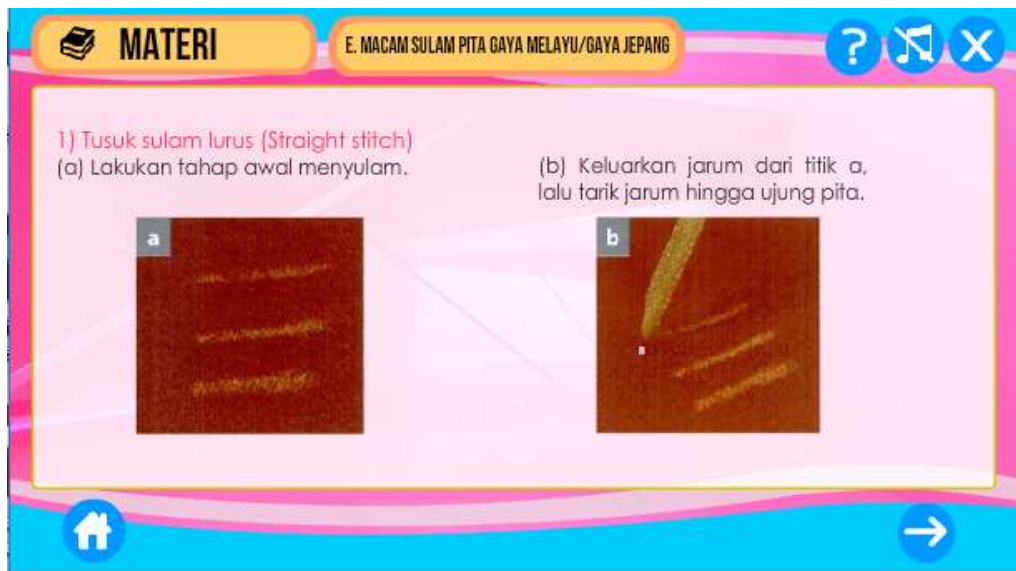 MATERI
E. MACAM SULAM PITA GAYA MELAYU/GAYA JEPANG
?
X
1) Tusuk sulam lurus (Straight stitch)
(a) Lakukan tahap awal menyulam.
a
(b) Keluarkan jarum dari titik a,
lalu tarik jarum hingga ujung pita.
b
a